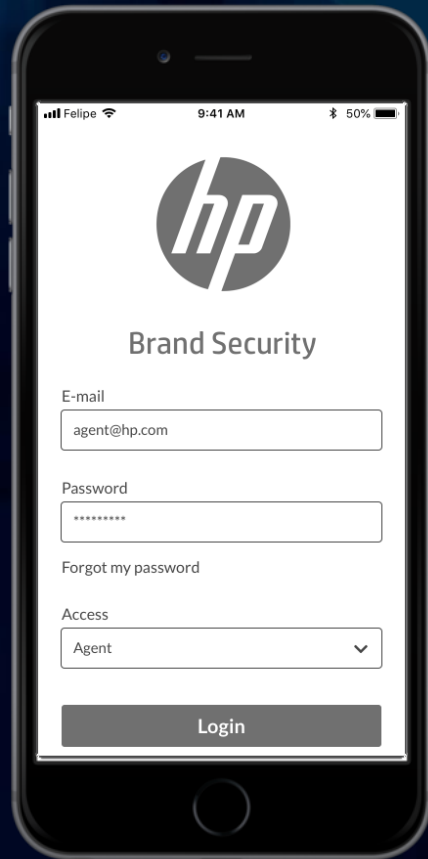 Felipe 9:41 AM 50%
hp
Brand Security
E-mail
agent@hp.com
Password
*********
Forgot my password
Access
Agent
Login